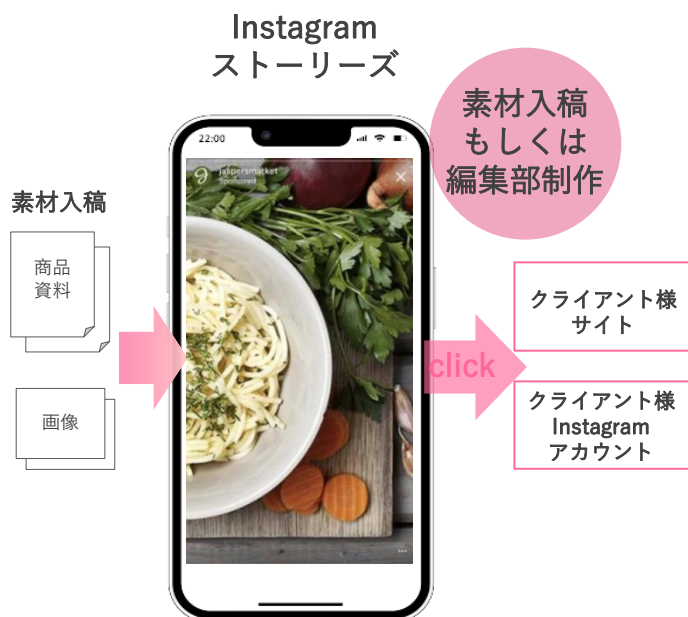 Instagram
ストーリーズ
素材入稿
もしくは
編集部制作
22:00
jaspersmarket
Sponsored
素材入稿
商品
資料
画像
click
クライアント様
サイト
クライアント様
Instagram
アカウント